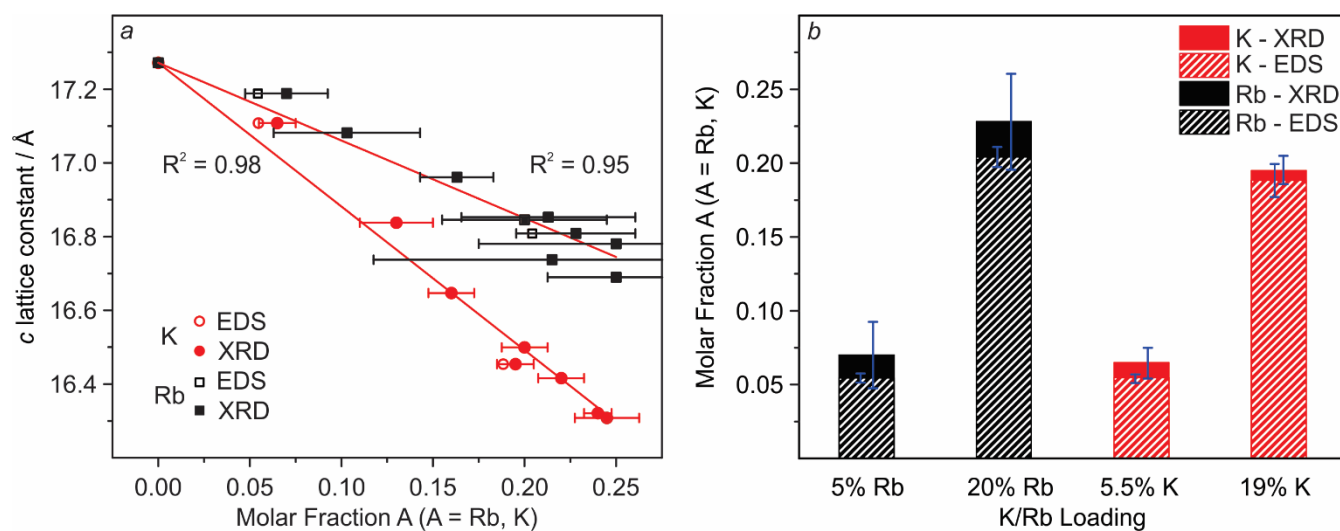 a
c lattice constant / Å
17.2
17.0
16.8
16.6
16.4
R² = 0.98
R² = 0.95
K
EDS
XRD
Rb
EDS
XRD
0.00 0.05 0.10 0.15 0.20 0.25
Molar Fraction A (A = Rb, K)
b
Molar Fraction A (A = Rb, K)
0.25
0.20
0.15
0.10
0.05
K - XRD
K - EDS
Rb - XRD
Rb - EDS
5% Rb 20% Rb 5.5% K 19% K
K/Rb Loading